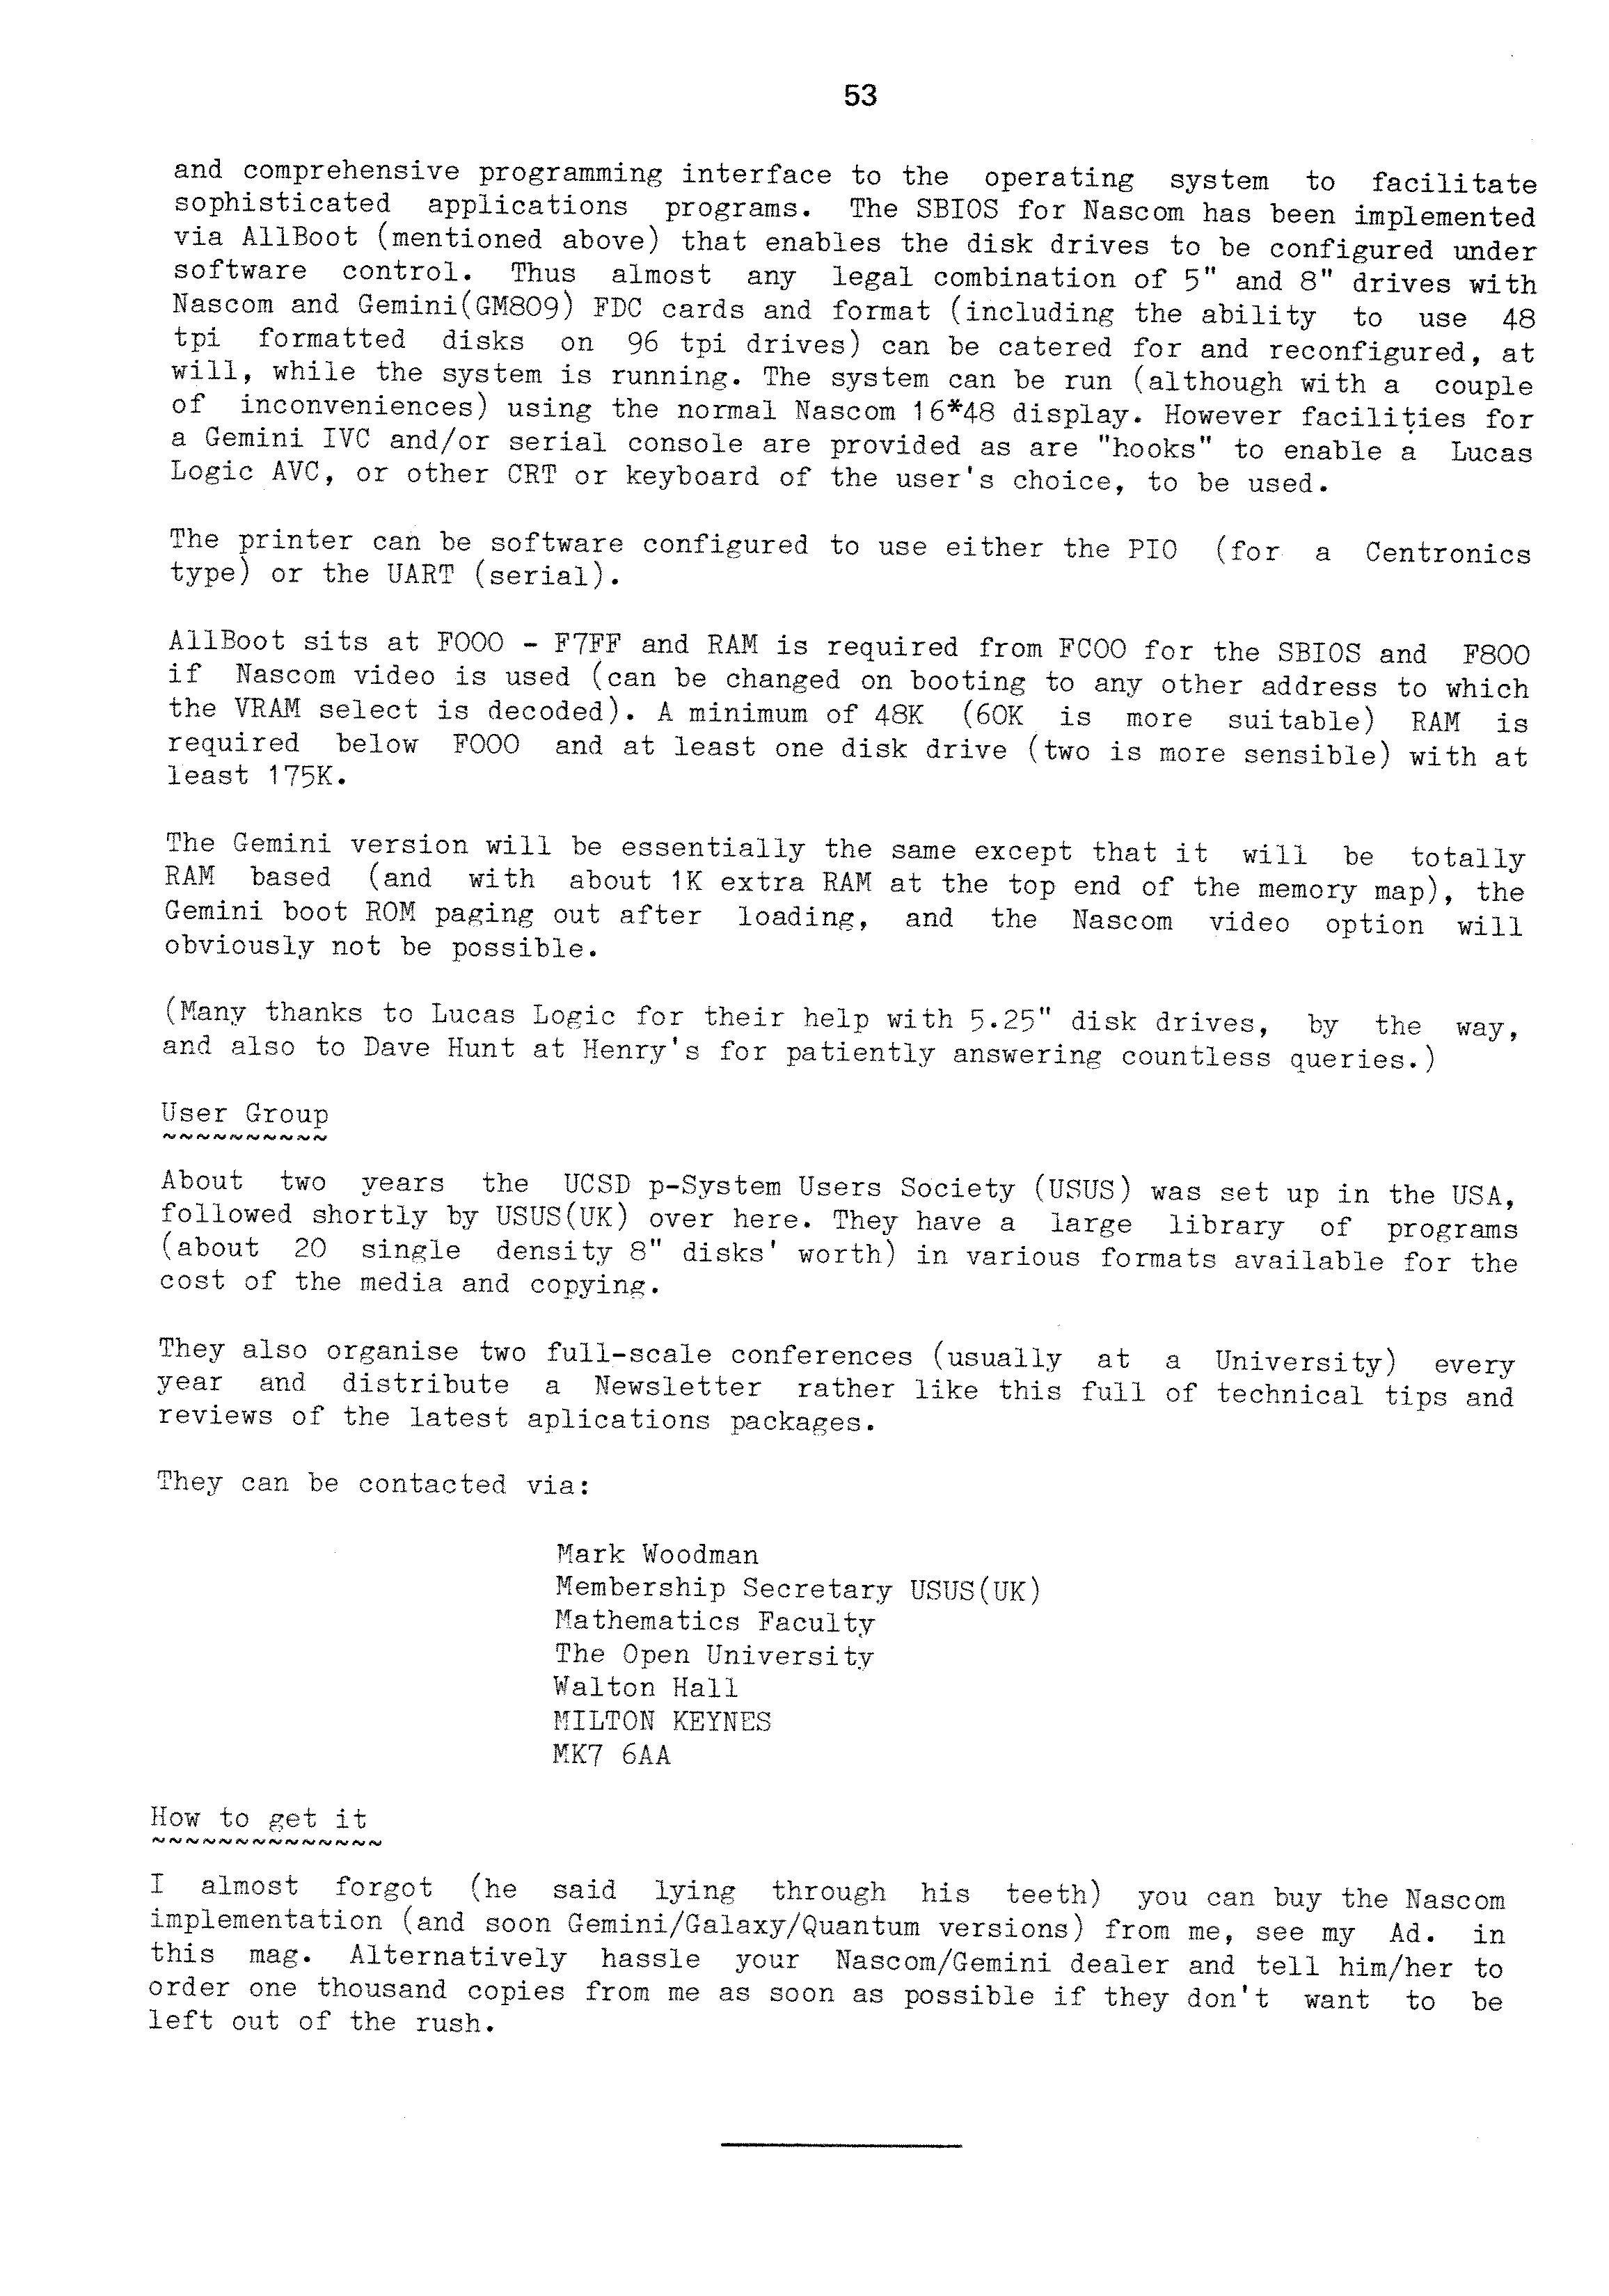 53
and comprehensive programming interface to the operating system to facilitate
sophisticated applications programs. The SBIOS for Nascom has been implemented
via AllBoot (mentioned above) that enables the disk drives to be configured under
software control. Thus almost any legal combination of 5" and 8" drives with
Nascom and Gemini(GM809) FDC cards and format (including the ability to use 48
tpi formatted disks on 96 tpi drives) can be catered for and reconfigured, at
will, while the system is running. The system can be run (although with a couple
of inconveniences) using the normal Nascom 16*48 display. However facilities for
a Gemini IVC and/or serial console are provided as are "hooks" to enable a Lucas
Logic AVC, or other CRT or keyboard of the user's choice, to be used.
The printer can be software configured to use either the PIO (for a Centronics
type) or the UART (serial).
AllBoot sits at F000 - F7FF and RAM is required from FC00 for the SBIOS and F800
if Nascom video is used (can be changed on booting to any other address to which
the VRAM select is decoded). A minimum of 48K (60K is more suitable) RAM is
required below F000 and at least one disk drive (two is more sensible) with at
least 175K.
The Gemini version will be essentially the same except that it will be totally
RAM based (and with about 1K extra RAM at the top end of the memory map), the
Gemini boot ROM paging out after loading, and the Nascom video option will
obviously not be possible.
(Many thanks to Lucas Logic for their help with 5.25" disk drives, by the way,
and also to Dave Hunt at Henry's for patiently answering countless queries.)
User Group
~~~~~~~~~~
About two years the UCSD p-System Users Society (USUS) was set up in the USA,
followed shortly by USUS(UK) over here. They have a large library of programs
(about 20 single density 8" disks' worth) in various formats available for the
cost of the media and copying.
They also organise two full-scale conferences (usually at a University) every
year and distribute a Newsletter rather like this full of technical tips and
reviews of the latest aplications packages.
They can be contacted via:
Mark Woodman
Membership Secretary USUS(UK)
Mathematics Faculty
The Open University
Walton Hall
MILTON KEYNES
MK7 6AA
How to get it
~~~~~~~~~~~~~~
I almost forgot (he said lying through his teeth) you can buy the Nascom
implementation (and soon Gemini/Galaxy/Quantum versions) from me, see my Ad. in
this mag. Alternatively hassle your Nascom/Gemini dealer and tell him/her to
order one thousand copies from me as soon as possible if they don't want to be
left out of the rush.